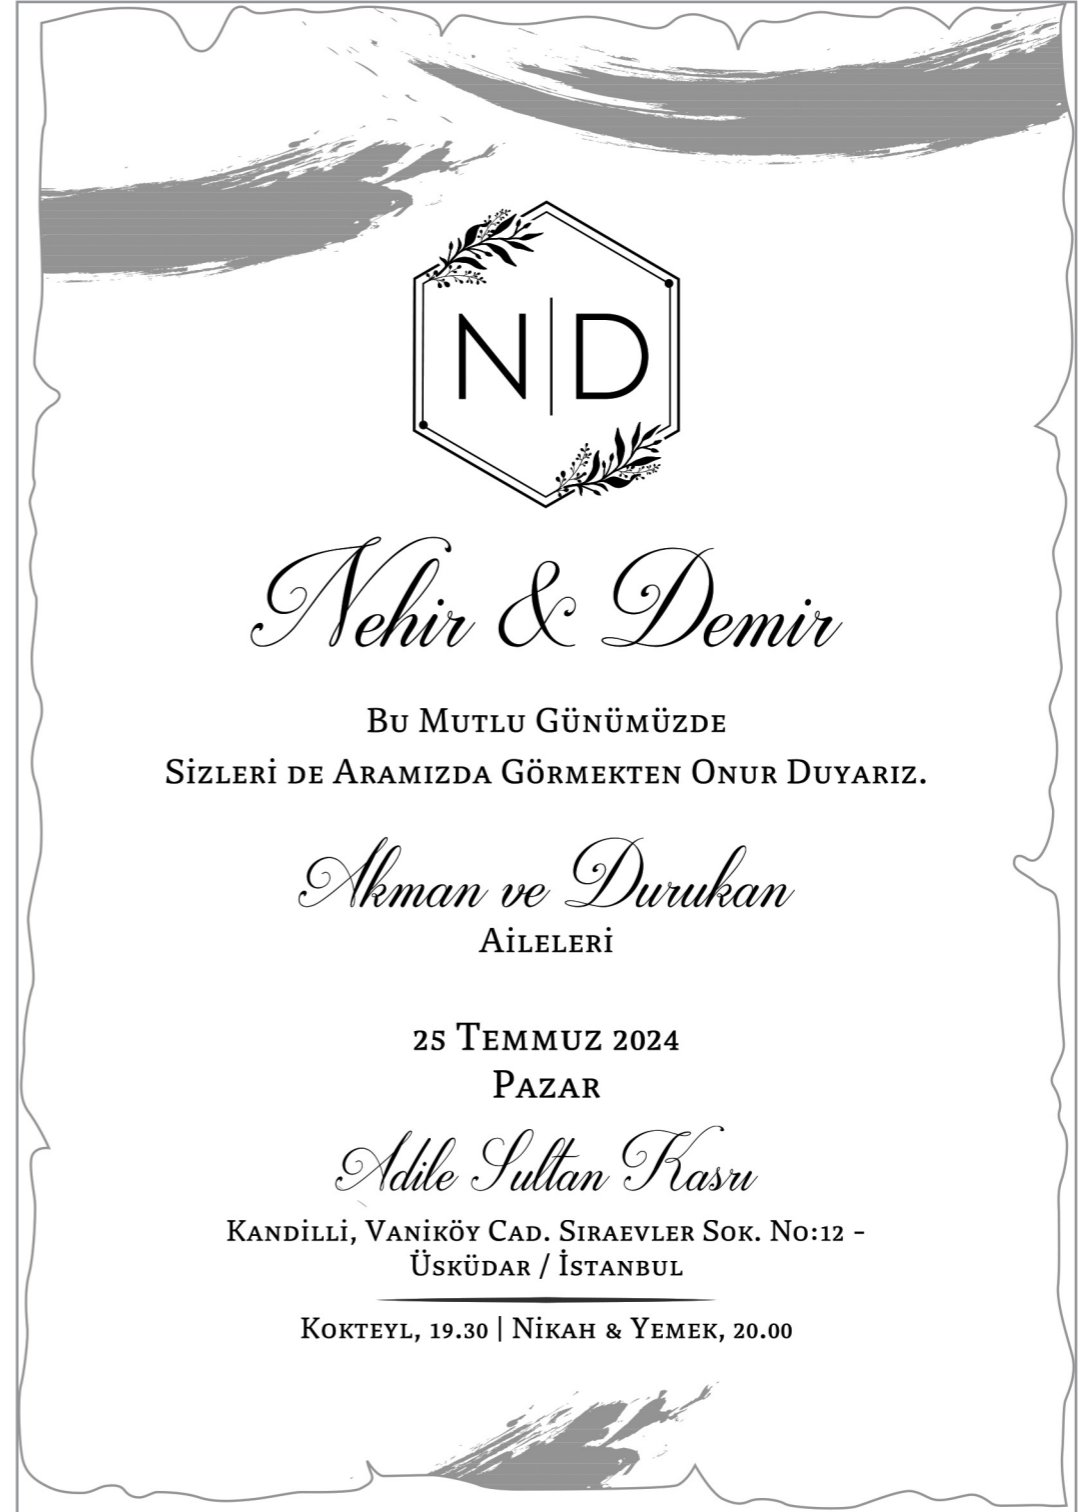 N|D
Nehir & Demir
Bu Mutlu Günümüzde
Sizleri de Aramızda Görmekten Onur Duyarız.
Akman ve Durukan
Aileleri
25 Temmuz 2024
Pazar
Adile Sultan Kasrı
Kandilli, Vaniköy Cad. Sıraevler Sok. No:12 -
Üsküdar / İstanbul
Kokteyl, 19.30 | Nikah & Yemek, 20.00